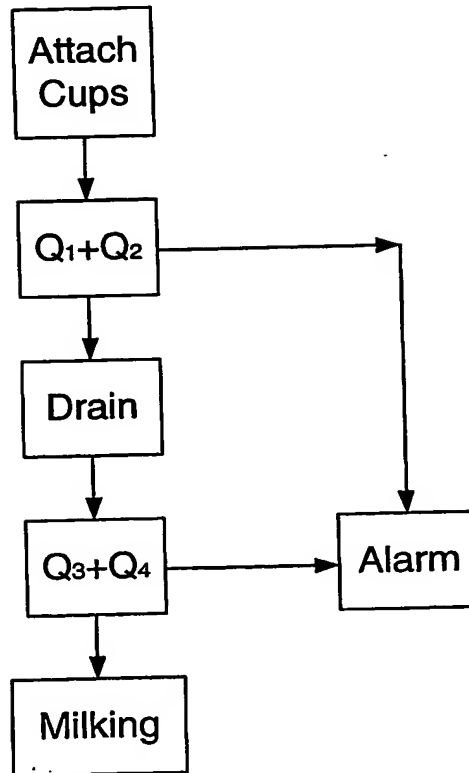 Attach
Cups
Q₁+Q₂
Drain
Q₃+Q₄
Alarm
Milking